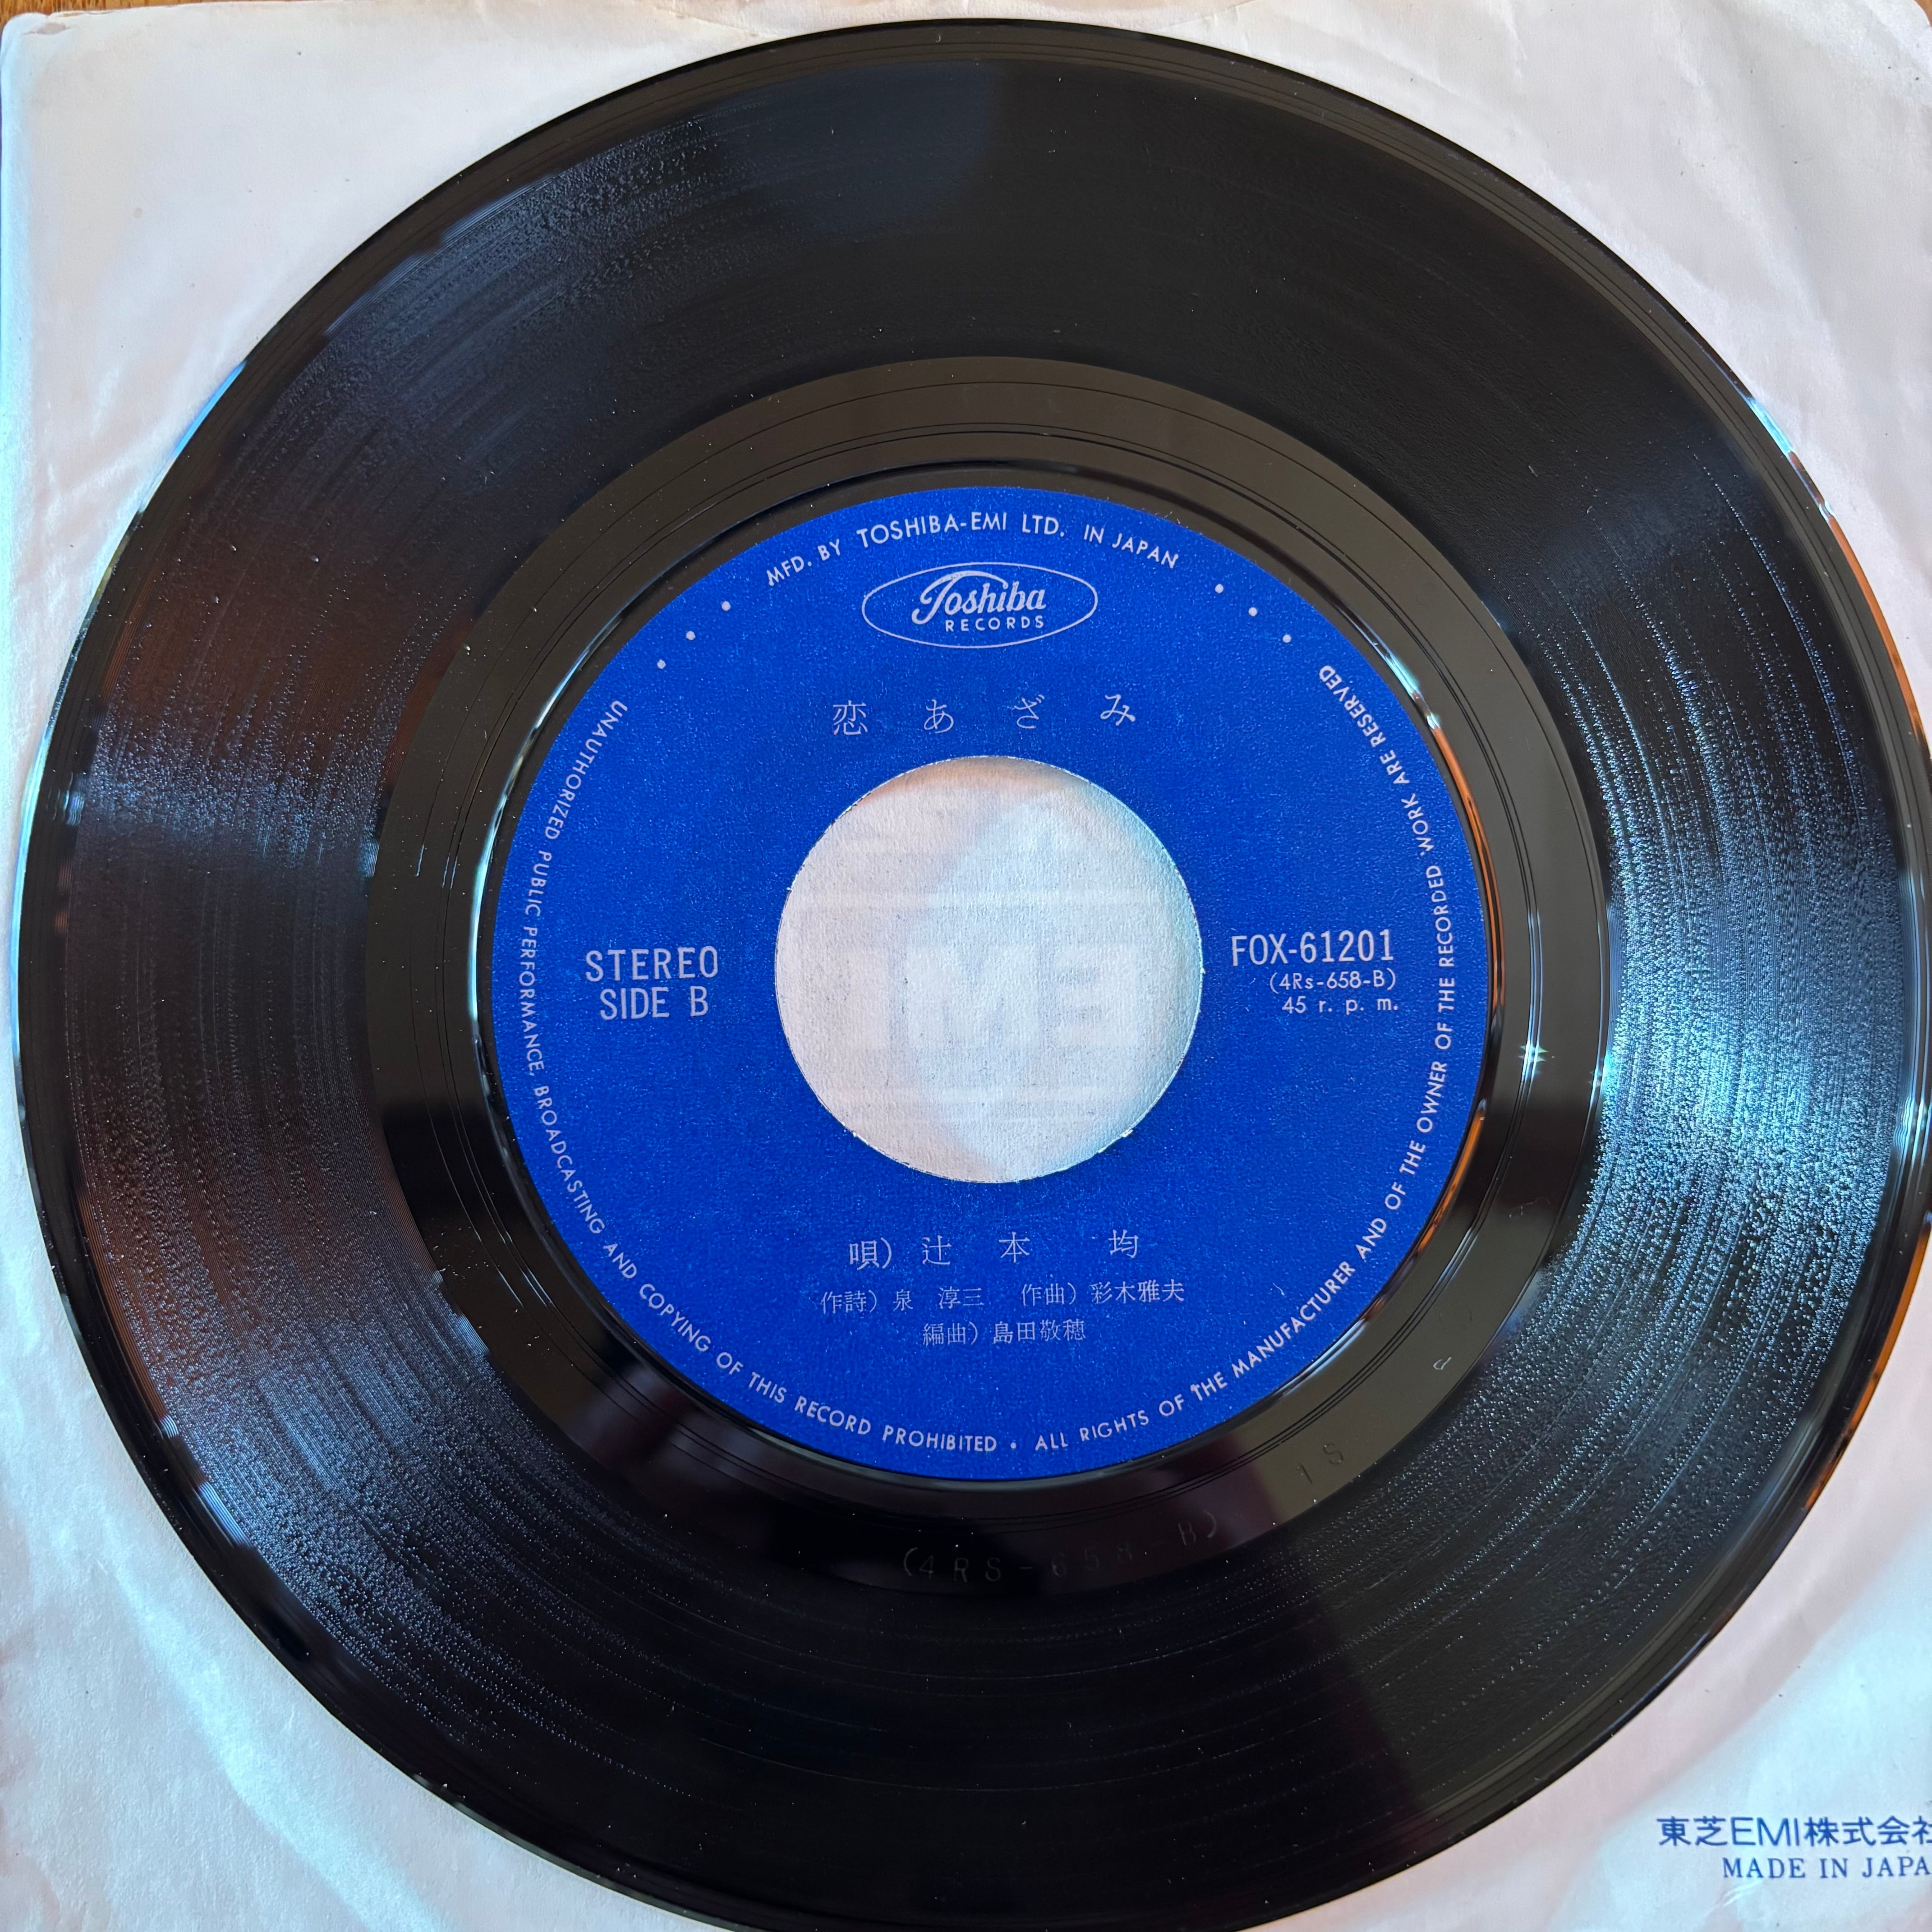 MFD. BY TOSHIBA-EMI LTD. IN JAPAN
Toshiba
RECORDS
恋あざみ
STEREO
SIDE B
FOX-61201
(4Rs-658-B)
45 r. p. m.
唄) 辻本 均
作詩) 泉 淳三 作曲) 彩木雅夫
編曲) 島田敬穂
UNAUTHORIZED PUBLIC PERFORMANCE, BROADCASTING AND COPYING OF THIS RECORD PROHIBITED • ALL RIGHTS OF THE MANUFACTURER AND OF THE OWNER OF THE RECORDED WORK ARE RESERVED
(4RS-658-B) 1S
東芝EMI株式会社
MADE IN JAPA